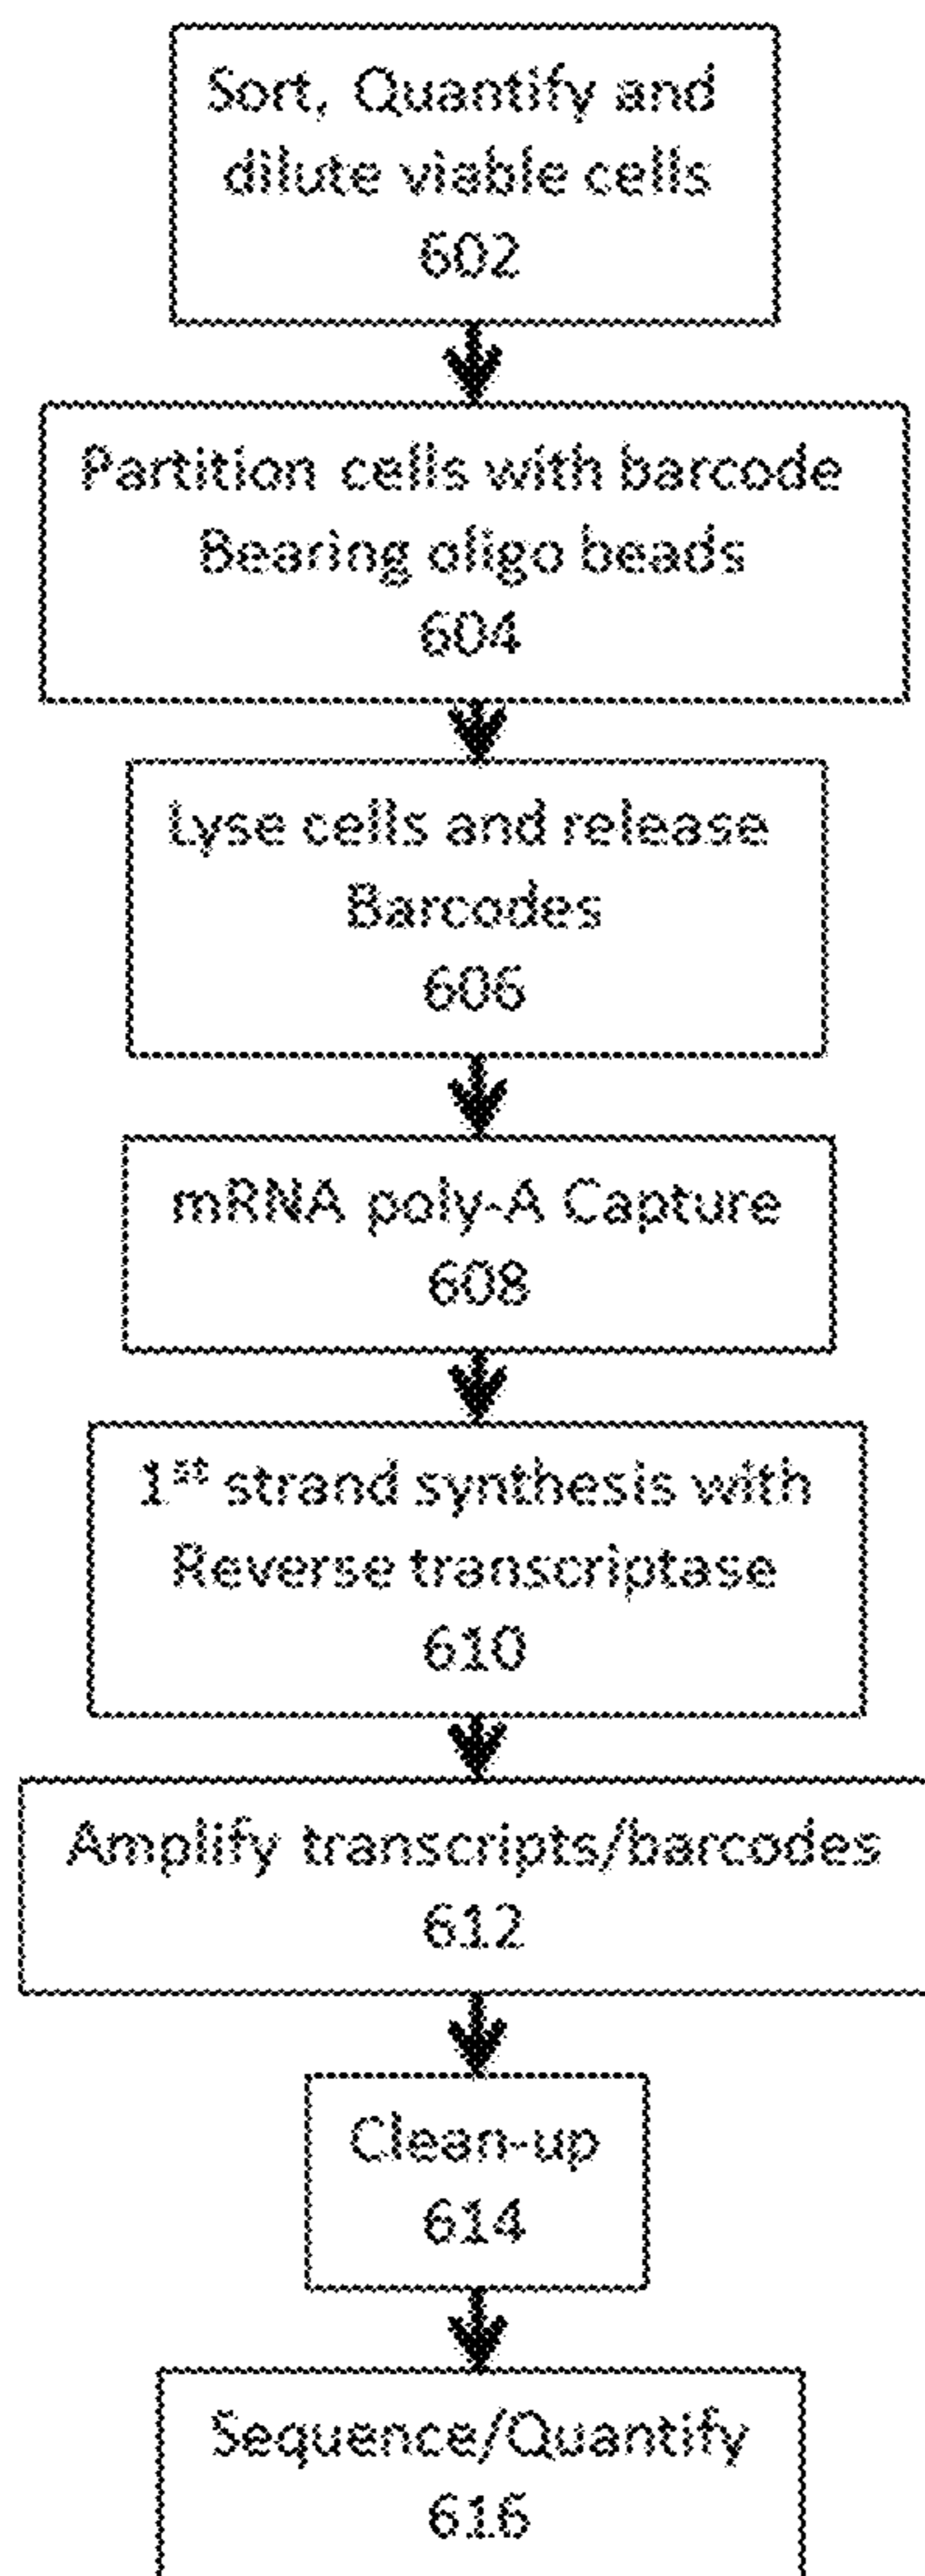 Sort, Quantify and
dilute viable cells
602
Partition cells with barcode
Bearing oligo beads
604
Lyse cells and release
Barcodes
606
mRNA poly-A Capture
608
1st strand synthesis with
Reverse transcriptase
610
Amplify transcripts/barcodes
612
Clean-up
614
Sequence/Quantify
616